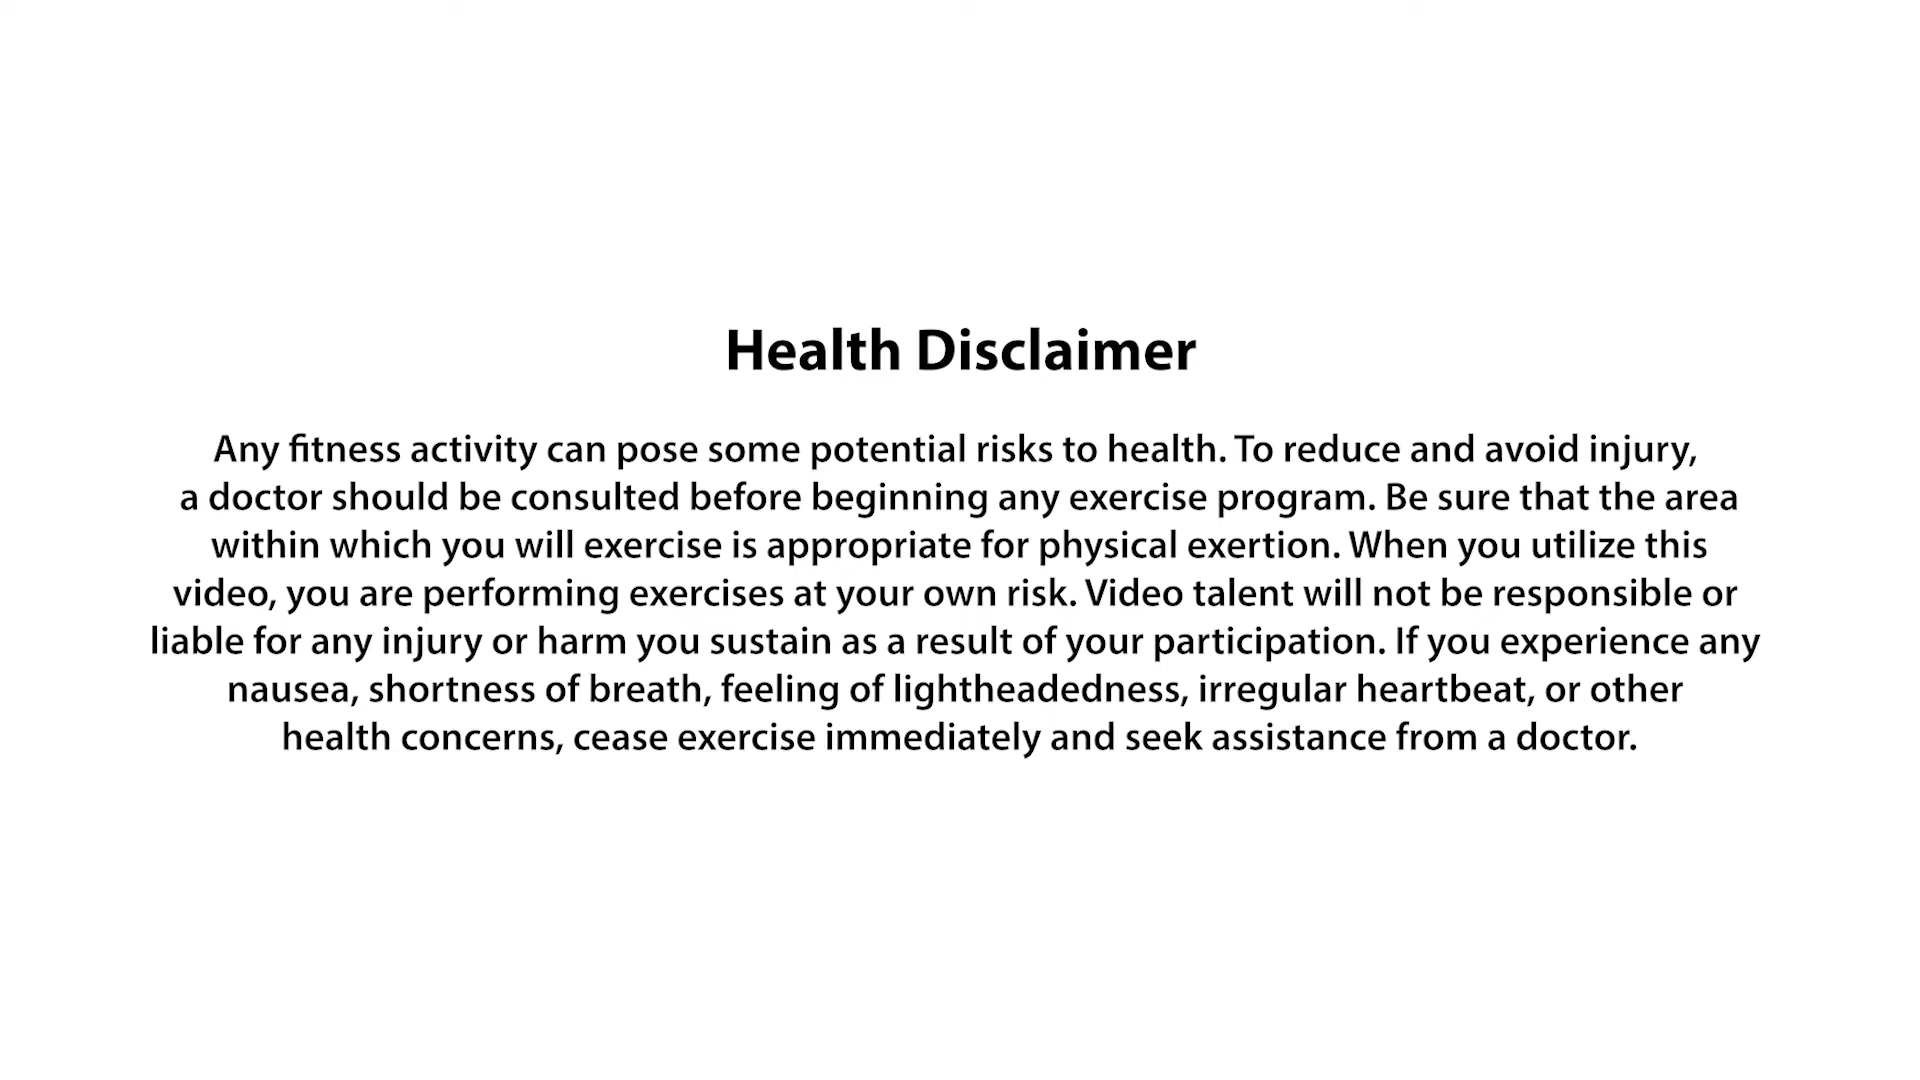 Health Disclaimer
Any fitness activity can pose some potential risks to health. To reduce and avoid injury,
a doctor should be consulted before beginning any exercise program. Be sure that the area
within which you will exercise is appropriate for physical exertion. When you utilize this
video, you are performing exercises at your own risk. Video talent will not be responsible or
liable for any injury or harm you sustain as a result of your participation. If you experience any
nausea, shortness of breath, feeling of lightheadedness, irregular heartbeat, or other
health concerns, cease exercise immediately and seek assistance from a doctor.